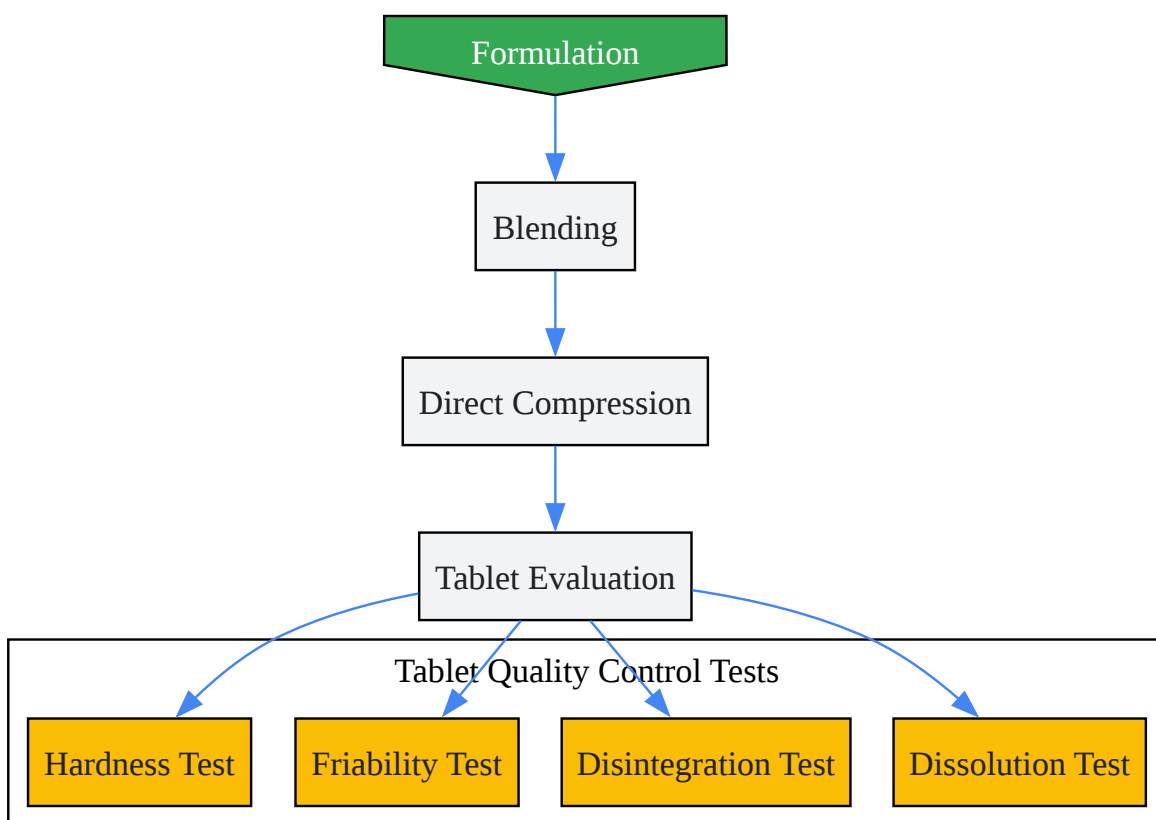 Formulation
Blending
Direct Compression
Tablet Evaluation
Tablet Quality Control Tests
Hardness Test
Friability Test
Disintegration Test
Dissolution Test